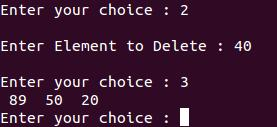 Enter your choice : 2
Enter Element to Delete : 40
Enter your choice : 3
89 50 20
Enter your choice :